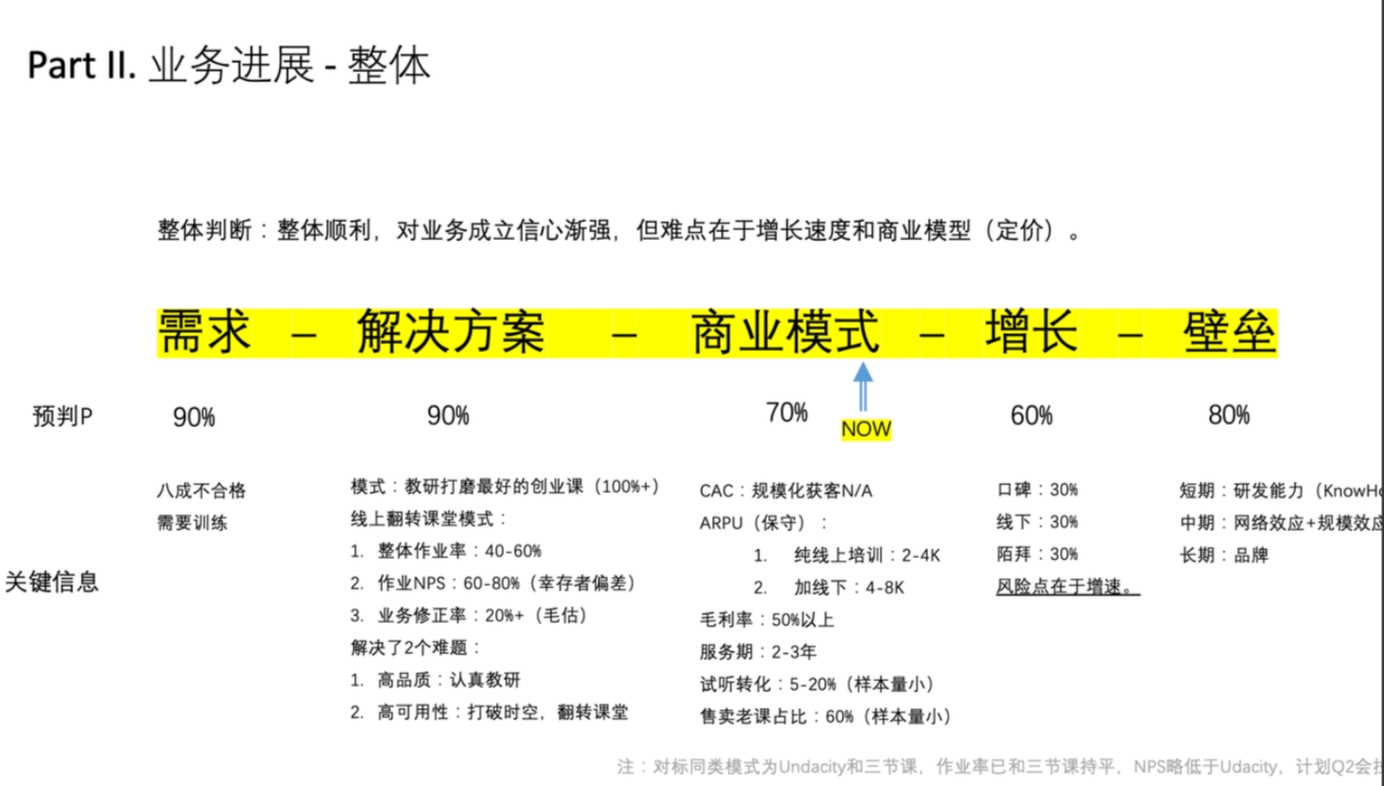 Part II. 业务进展 - 整体
整体判断：整体顺利，对业务成立信心渐强，但难点在于增长速度和商业模型（定价）。
需求 – 解决方案 – 商业模式 – 增长 – 壁垒
预判P 90% 90% 70% 60% 80%
NOW
关键信息
八成不合格
需要训练
模式：教研打磨最好的创业课（100%+）
线上翻转课堂模式：
1. 整体作业率：40-60%
2. 作业NPS：60-80%（幸存者偏差）
3. 业务修正率：20%+（毛估）
解决了2个难题：
1. 高品质：认真教研
2. 高可用性：打破时空，翻转课堂
CAC：规模化获客N/A
ARPU（保守）：
1. 纯线上培训：2-4K
2. 加线下：4-8K
毛利率：50%以上
服务期：2-3年
试听转化：5-20%（样本量小）
售卖老课占比：60%（样本量小）
口碑：30%
线下：30%
陌拜：30%
风险点在于增速。
短期：研发能力（KnowHo
中期：网络效应+规模效应
长期：品牌
注：对标同类模式为Undacity和三节课，作业率已和三节课持平，NPS略低于Udacity，计划Q2会